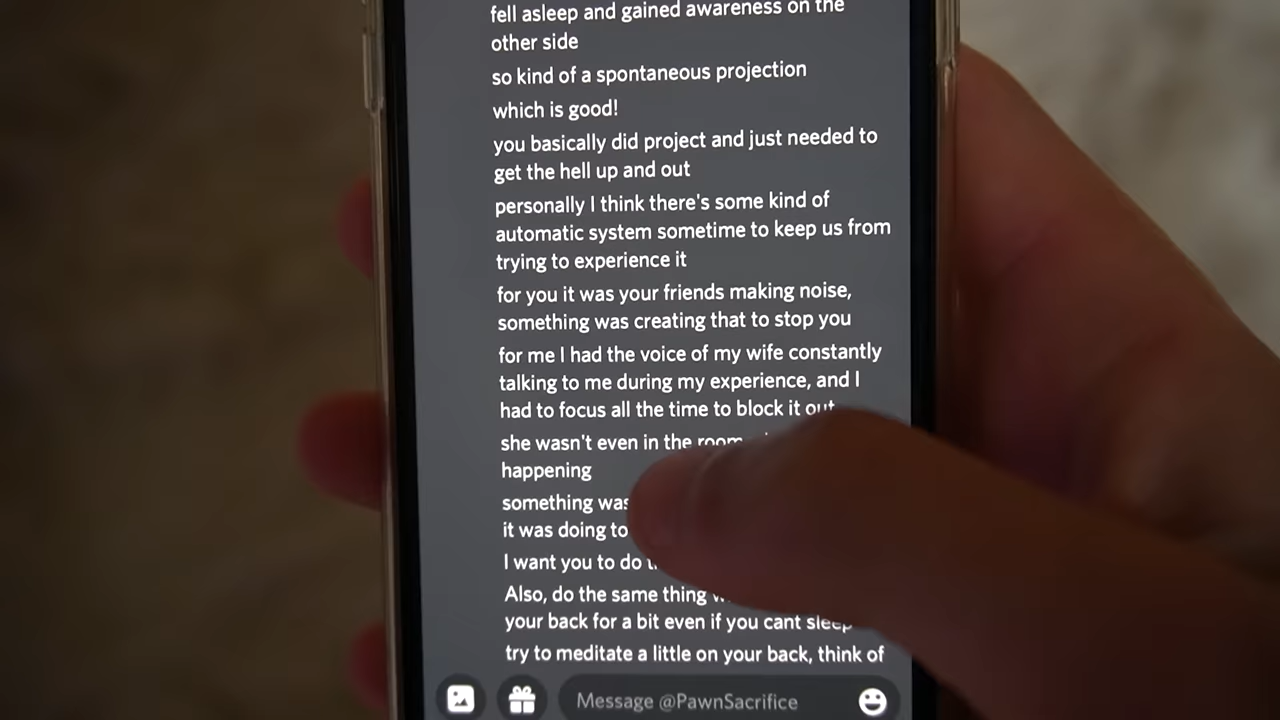 fell asleep and gained awareness on the
other side
so kind of a spontaneous projection
which is good!
you basically did project and just needed to
get the hell up and out
personally I think there's some kind of
automatic system sometime to keep us from
trying to experience it
for you it was your friends making noise,
something was creating that to stop you
for me I had the voice of my wife constantly
talking to me during my experience, and I
had to focus all the time to block it out
she wasn't even in the room
happening
something was
it was doing to
I want you to do
Also, do the same thing
your back for a bit even if you cant sleep
try to meditate a little on your back, think of
Message @PawnSacrifice